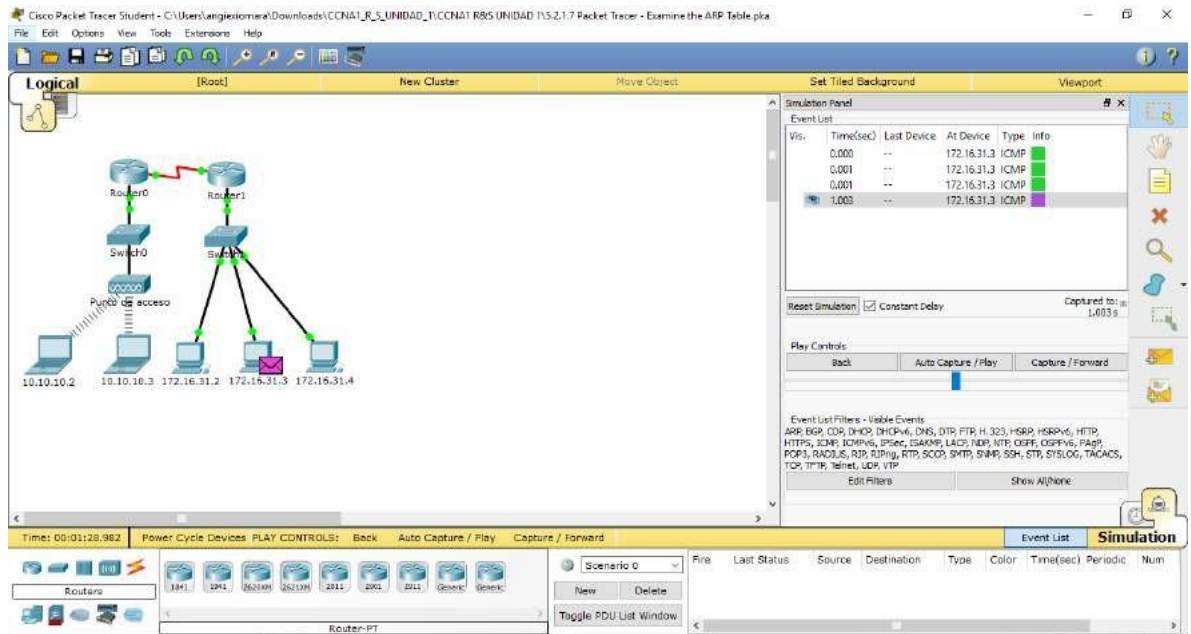 Cisco Packet Tracer Student - C:\Users\angiexiomara\Downloads\CCNA1_R_S_UNIDAD_1\CCNA1 R&S UNIDAD 1\5.2.1.7 Packet Tracer - Examine the ARP Table.pka
File Edit Options View Tools Extensions Help
Logical [Root] New Cluster Move Object Set Tiled Background Viewport
Simulation Panel
Event List
Vis. Time(sec) Last Device At Device Type Info
0.000 -- 172.16.31.3 ICMP
0.001 -- 172.16.31.3 ICMP
0.001 -- 172.16.31.3 ICMP
1.003 -- 172.16.31.3 ICMP
Router0
Router1
Switch0
Punto de acceso
10.10.10.2 10.10.10.3 172.16.31.2 172.16.31.3 172.16.31.4
Reset Simulation Constant Delay Captured to:
1.003 s
Play Controls
Back Auto Capture / Play Capture / Forward
Event List Filters - Visible Events
ARP, BGP, CDP, DHCP, DHCPv6, DNS, DTP, FTP, H.323, HSRP, HSRPv6, HTTP,
HTTPS, ICMP, ICMPv6, IPSec, ISAKMP, LACP, NDP, NTP, OSPF, OSPFv6, PAgP,
POP3, RADIUS, RIP, RIPng, RTP, SCCP, SMTP, SNMP, SSH, STP, SYSLOG, TACACS,
TCP, TFTP, Telnet, UDP, VTP
Edit Filters Show All/None
Time: 00:01:28.982 Power Cycle Devices PLAY CONTROLS: Back Auto Capture / Play Capture / Forward Event List Simulation
Routers
1841 1941 2620XM 2621XM 2811 2901 2911 Generic Generic
Router-PT
Scenario 0
New Delete
Toggle PDU List Window
Fire Last Status Source Destination Type Color Time(sec) Periodic Num